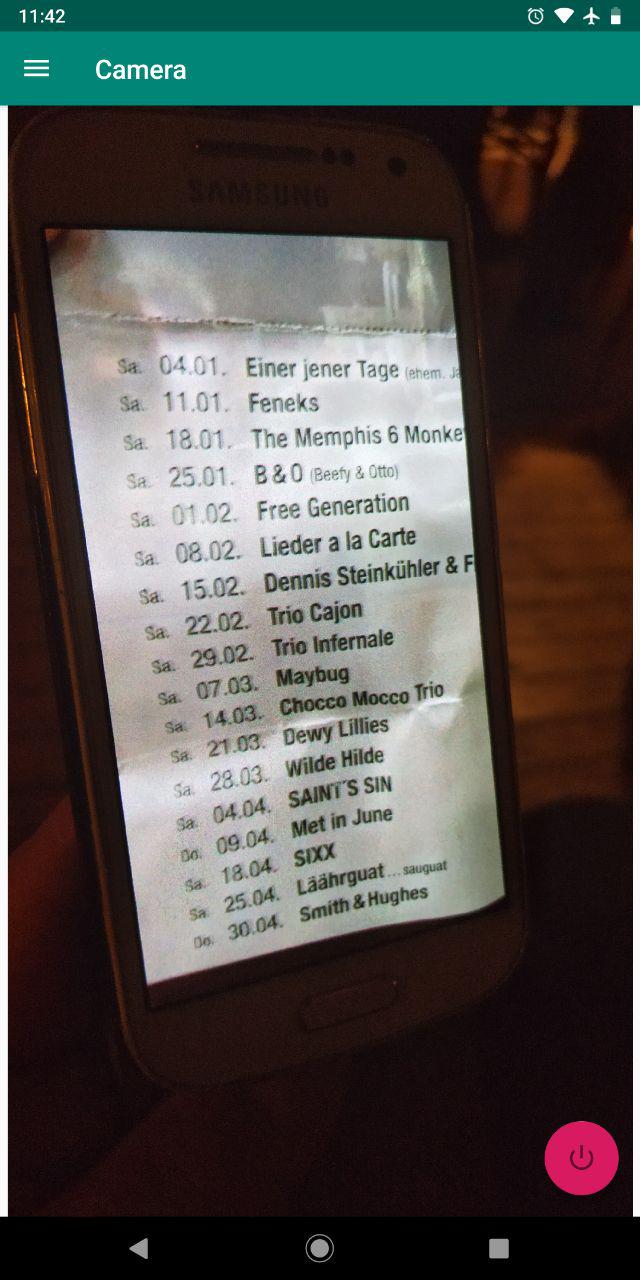 11:42
Camera
SAMSUNG
Sa. 04.01. Einer jener Tage (ehem. Ja
Sa. 11.01. Feneks
Sa. 18.01. The Memphis 6 Monke
Sa. 25.01. B & O (Beefy & Otto)
Sa. 01.02. Free Generation
Sa. 08.02. Lieder a la Carte
Sa. 15.02. Dennis Steinkühler & F
Sa. 22.02. Trio Cajon
Sa. 29.02. Trio Infernale
Sa. 07.03. Maybug
Sa. 14.03. Chocco Mocco Trio
Sa. 21.03. Dewy Lillies
Sa. 28.03. Wilde Hilde
Sa. 04.04. SAINT´S SIN
Do. 09.04. Met in June
Sa. 18.04. SIXX
Sa. 25.04. Läährguat...sauguat
Do. 30.04. Smith & Hughes